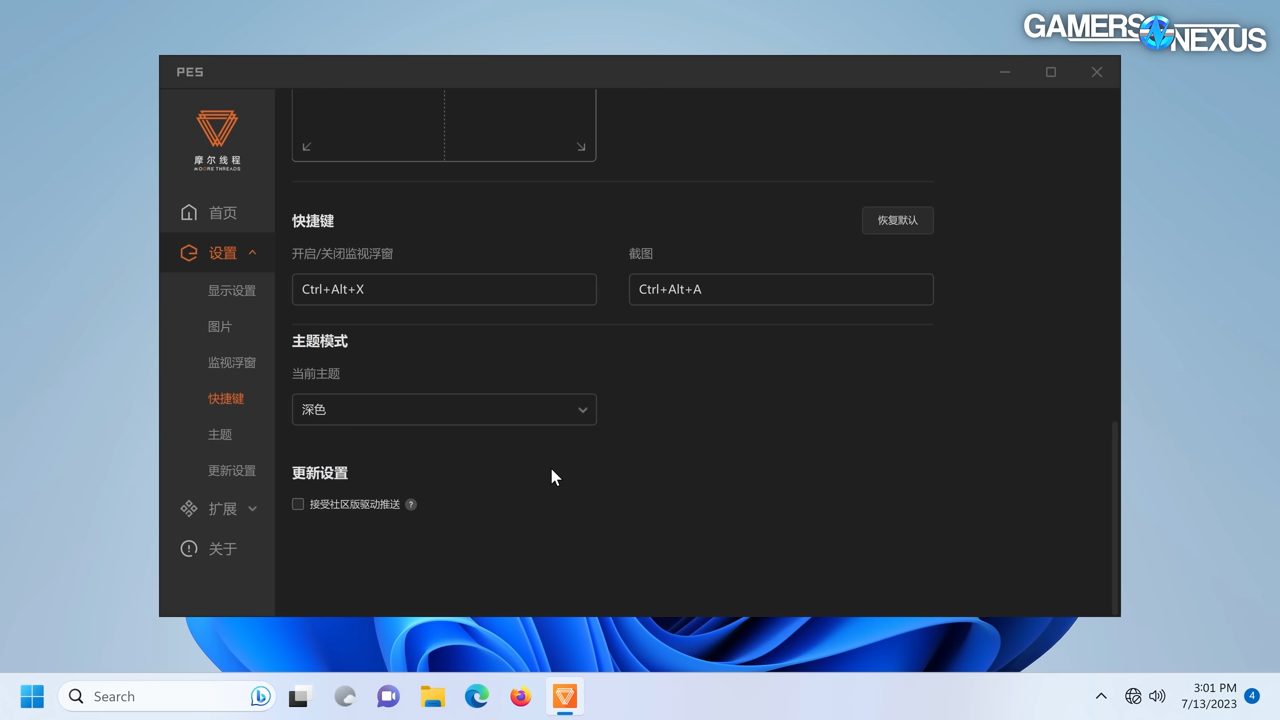 GAMERS NEXUS
PES
摩尔线程
MOORE THREADS
首页
设置
显示设置
图片
监视浮窗
快捷键
主题
更新设置
扩展
关于
快捷键
恢复默认
开启/关闭监视浮窗
截图
Ctrl+Alt+X
Ctrl+Alt+A
主题模式
当前主题
深色
更新设置
接受社区版驱动推送 ?
Search
3:01 PM
7/13/2023
4